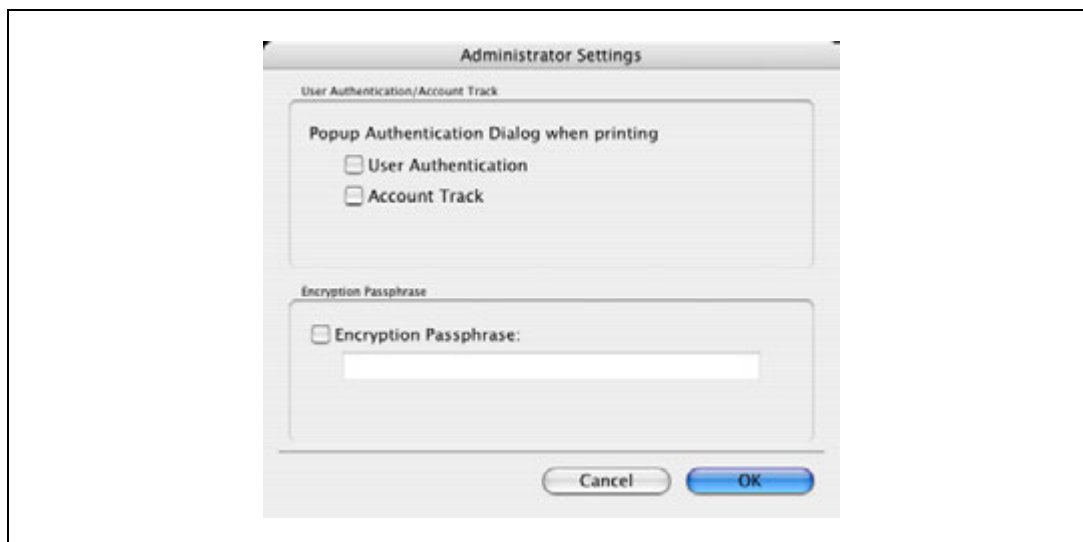 Administrator Settings
User Authentication/Account Track
Popup Authentication Dialog when printing
User Authentication
Account Track
Encryption Passphrase
Encryption Passphrase:
Cancel
OK